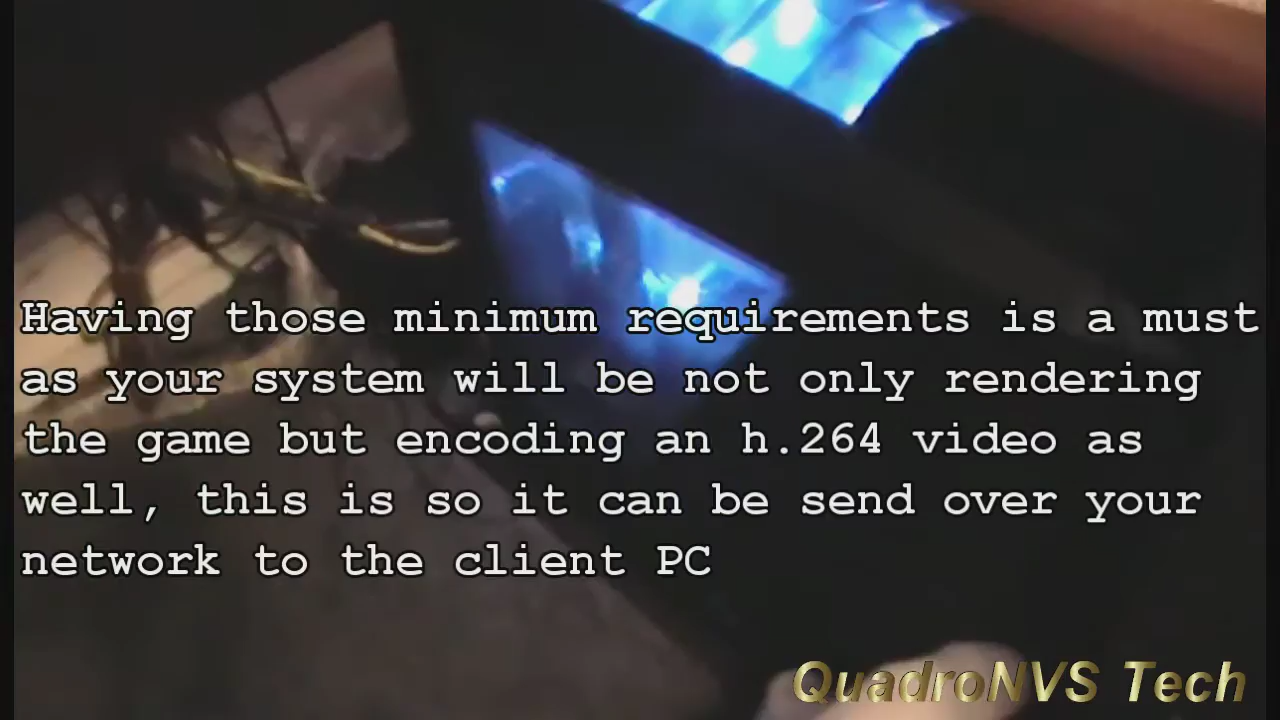 Having those minimum requirements is a must
as your system will be not only rendering
the game but encoding an h.264 video as
well, this is so it can be send over your
network to the client PC
QuadroNVS Tech